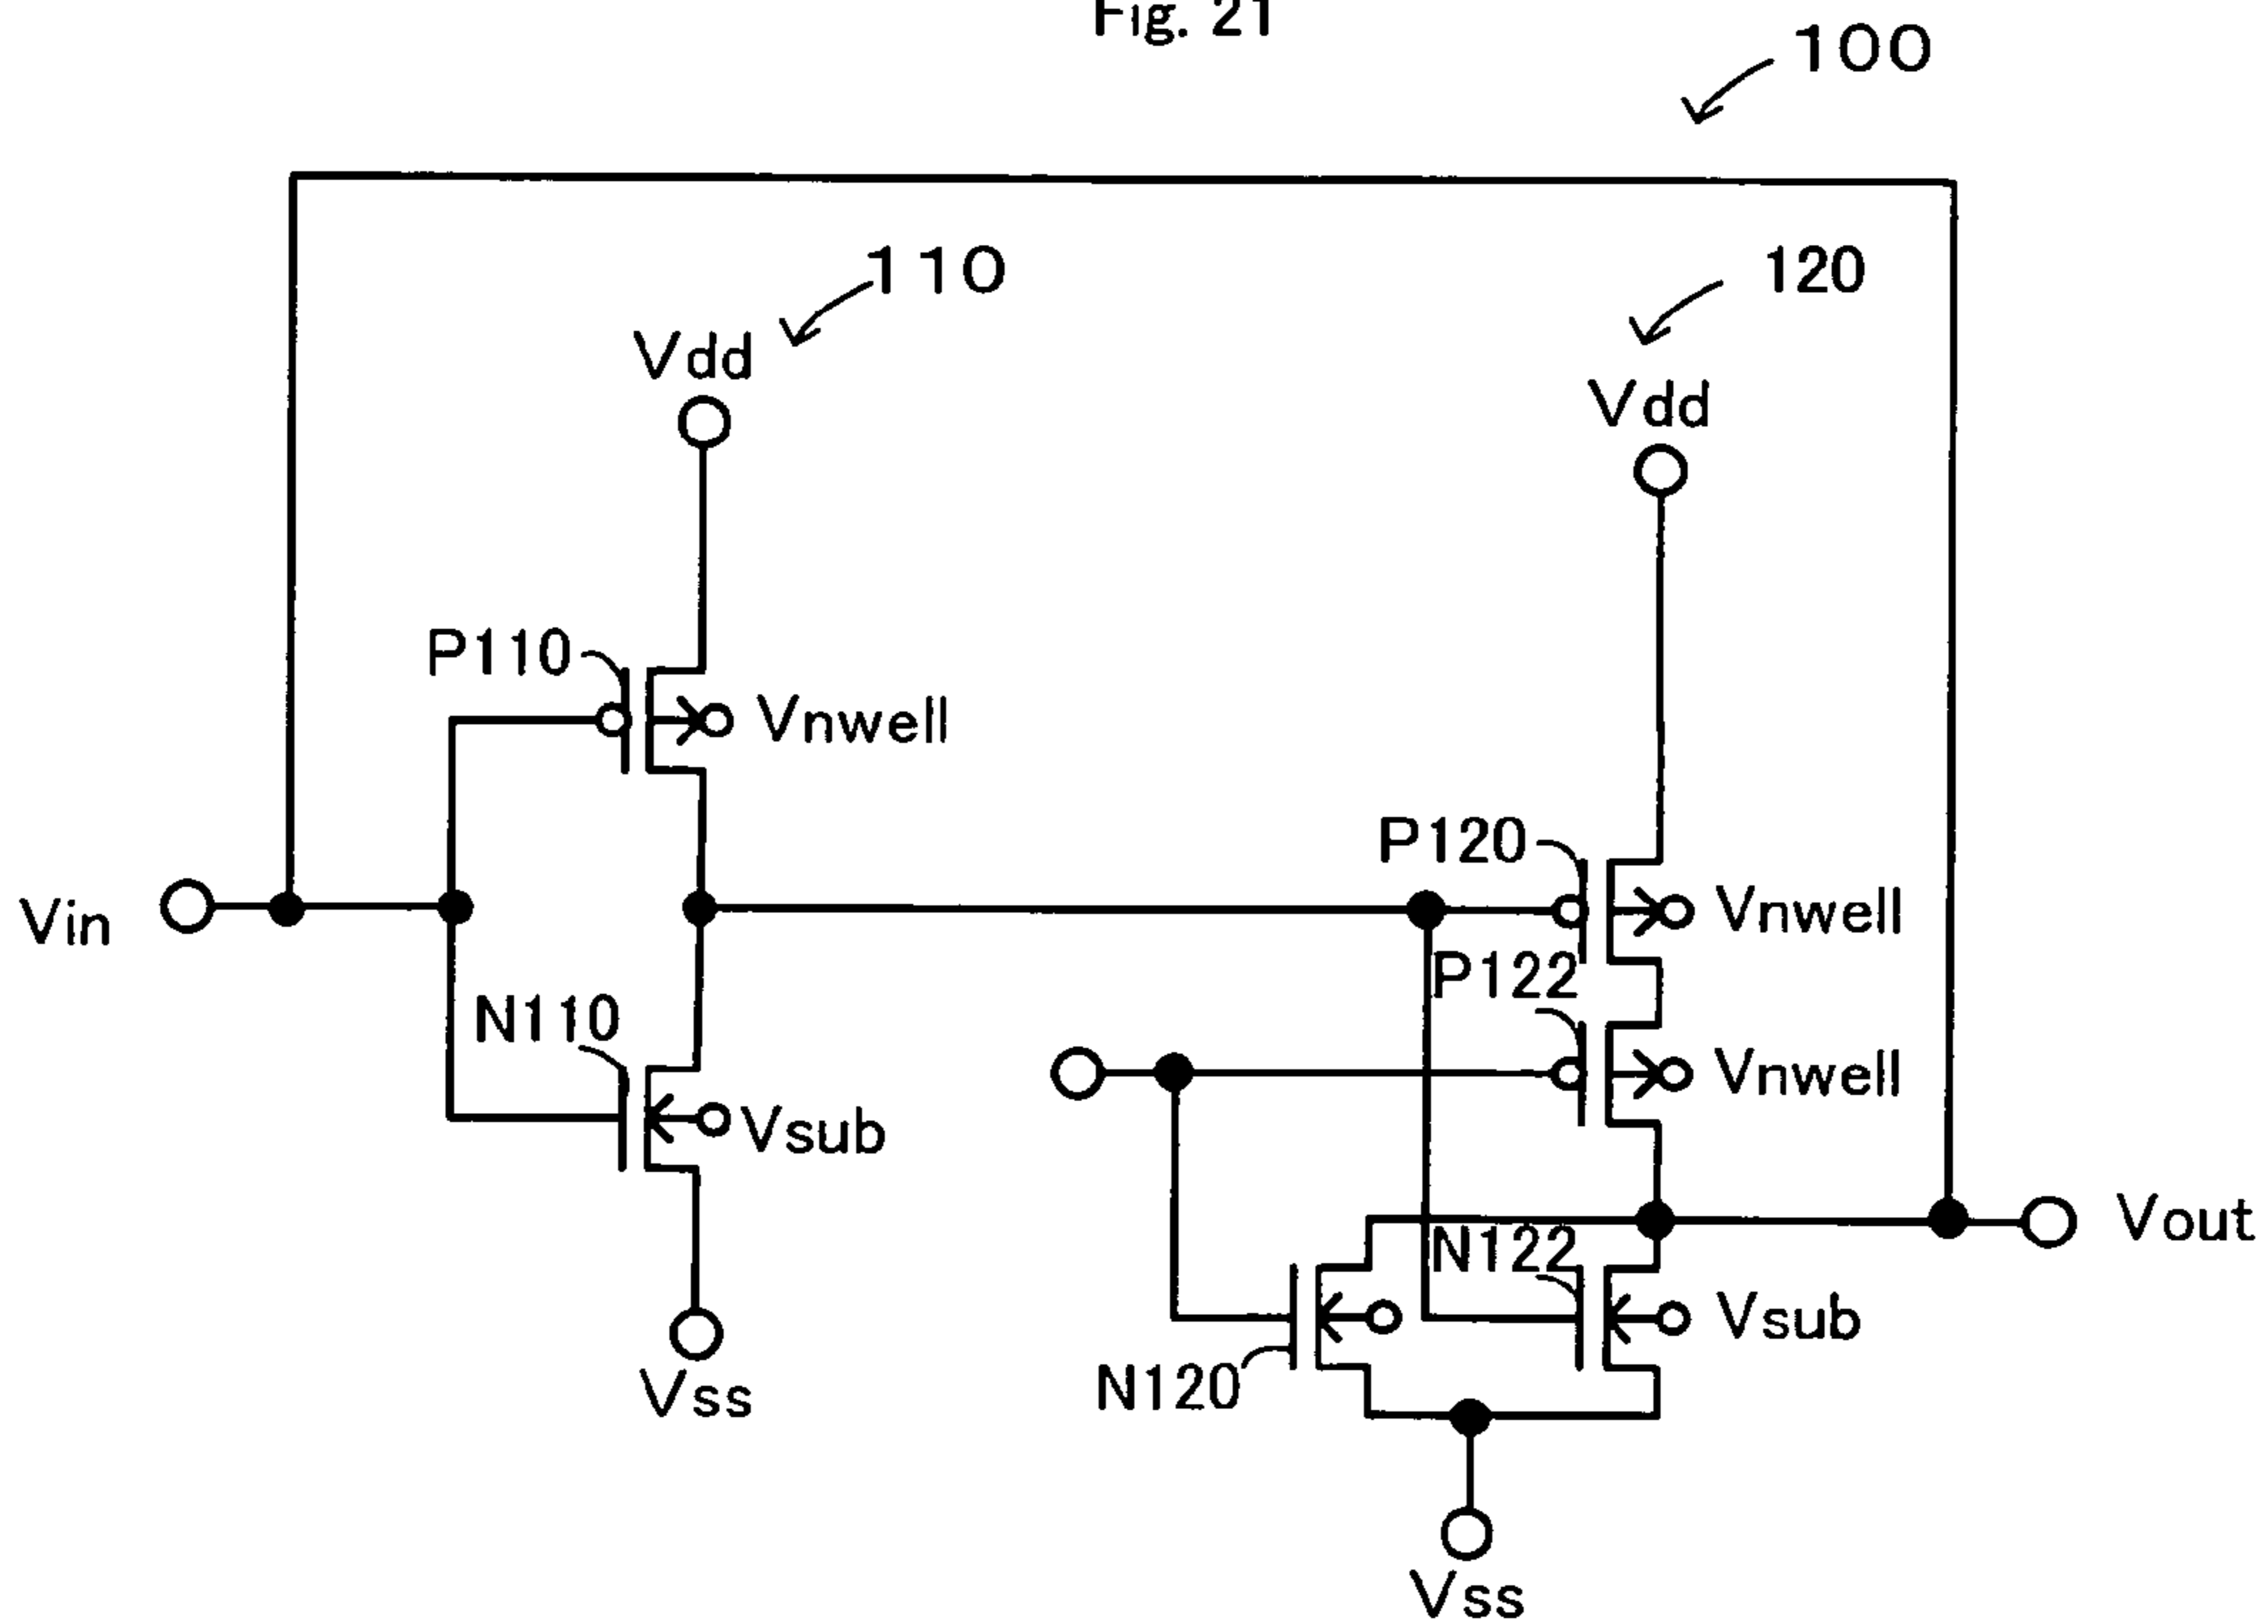 Fig. 21
100
110
120
Vdd
Vdd
P110
Vnwell
P120
Vnwell
Vin
P122
N110
Vnwell
Vsub
Vout
N122
Vsub
N120
Vss
Vss